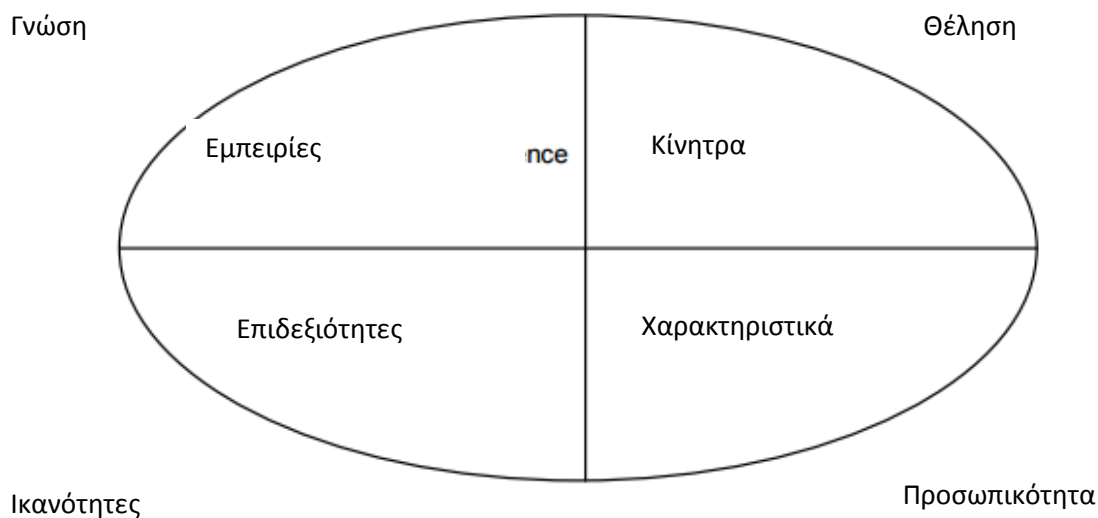 Γνώση
Θέληση
Εμπειρίες
nce
Κίνητρα
Επιδεξιότητες
Χαρακτηριστικά
Ικανότητες
Προσωπικότητα